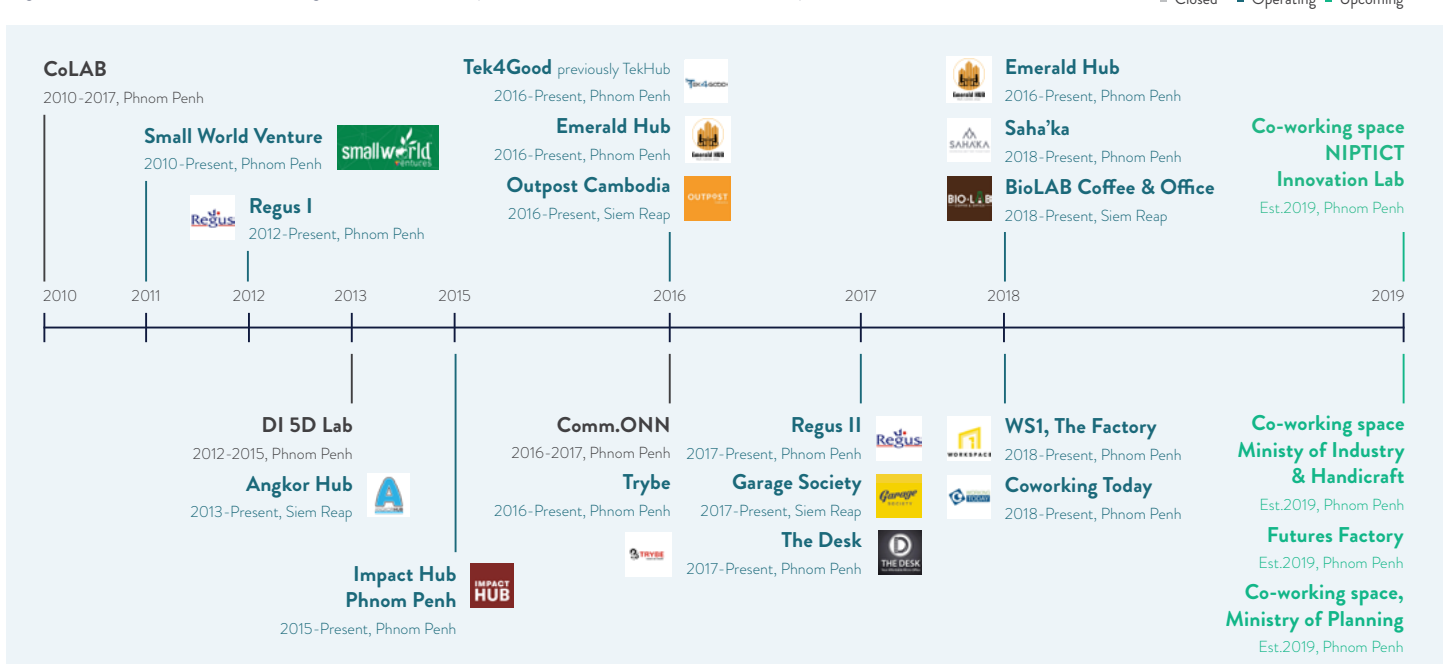 Closed Operating Upcoming
CoLAB
2010-2017, Phnom Penh
Small World Venture
2010-Present, Phnom Penh
smallworld
ventures
Regus
Regus I
2012-Present, Phnom Penh
Tek4Good previously TekHub
2016-Present, Phnom Penh
TEK4GOOD
Emerald Hub
2016-Present, Phnom Penh
Emerald HUB
Outpost Cambodia
2016-Present, Siem Reap
OUTPOST
Emerald HUB
Emerald Hub
2016-Present, Phnom Penh
SAHAKA
Saha'ka
2018-Present, Phnom Penh
BIO-LAB
BioLAB Coffee & Office
2018-Present, Siem Reap
Co-working space
NIPTICT
Innovation Lab
Est.2019, Phnom Penh
2010 2011 2012 2013 2015 2016 2017 2018 2019
DI 5D Lab
2012-2015, Phnom Penh
Angkor Hub
2013-Present, Siem Reap
Impact Hub
Phnom Penh
2015-Present, Phnom Penh
IMPACT
HUB
Comm.ONN
2016-2017, Phnom Penh
Trybe
2016-Present, Phnom Penh
TRYBE
Regus II
2017-Present, Phnom Penh
Regus
Garage Society
2017-Present, Siem Reap
Garage
SOCIETY
The Desk
2017-Present, Phnom Penh
D
THE DESK
WORKSPACE
WS1, The Factory
2018-Present, Phnom Penh
TODAY
Coworking Today
2018-Present, Phnom Penh
Co-working space
Ministy of Industry
& Handicraft
Est.2019, Phnom Penh
Futures Factory
Est.2019, Phnom Penh
Co-working space,
Ministry of Planning
Est.2019, Phnom Penh